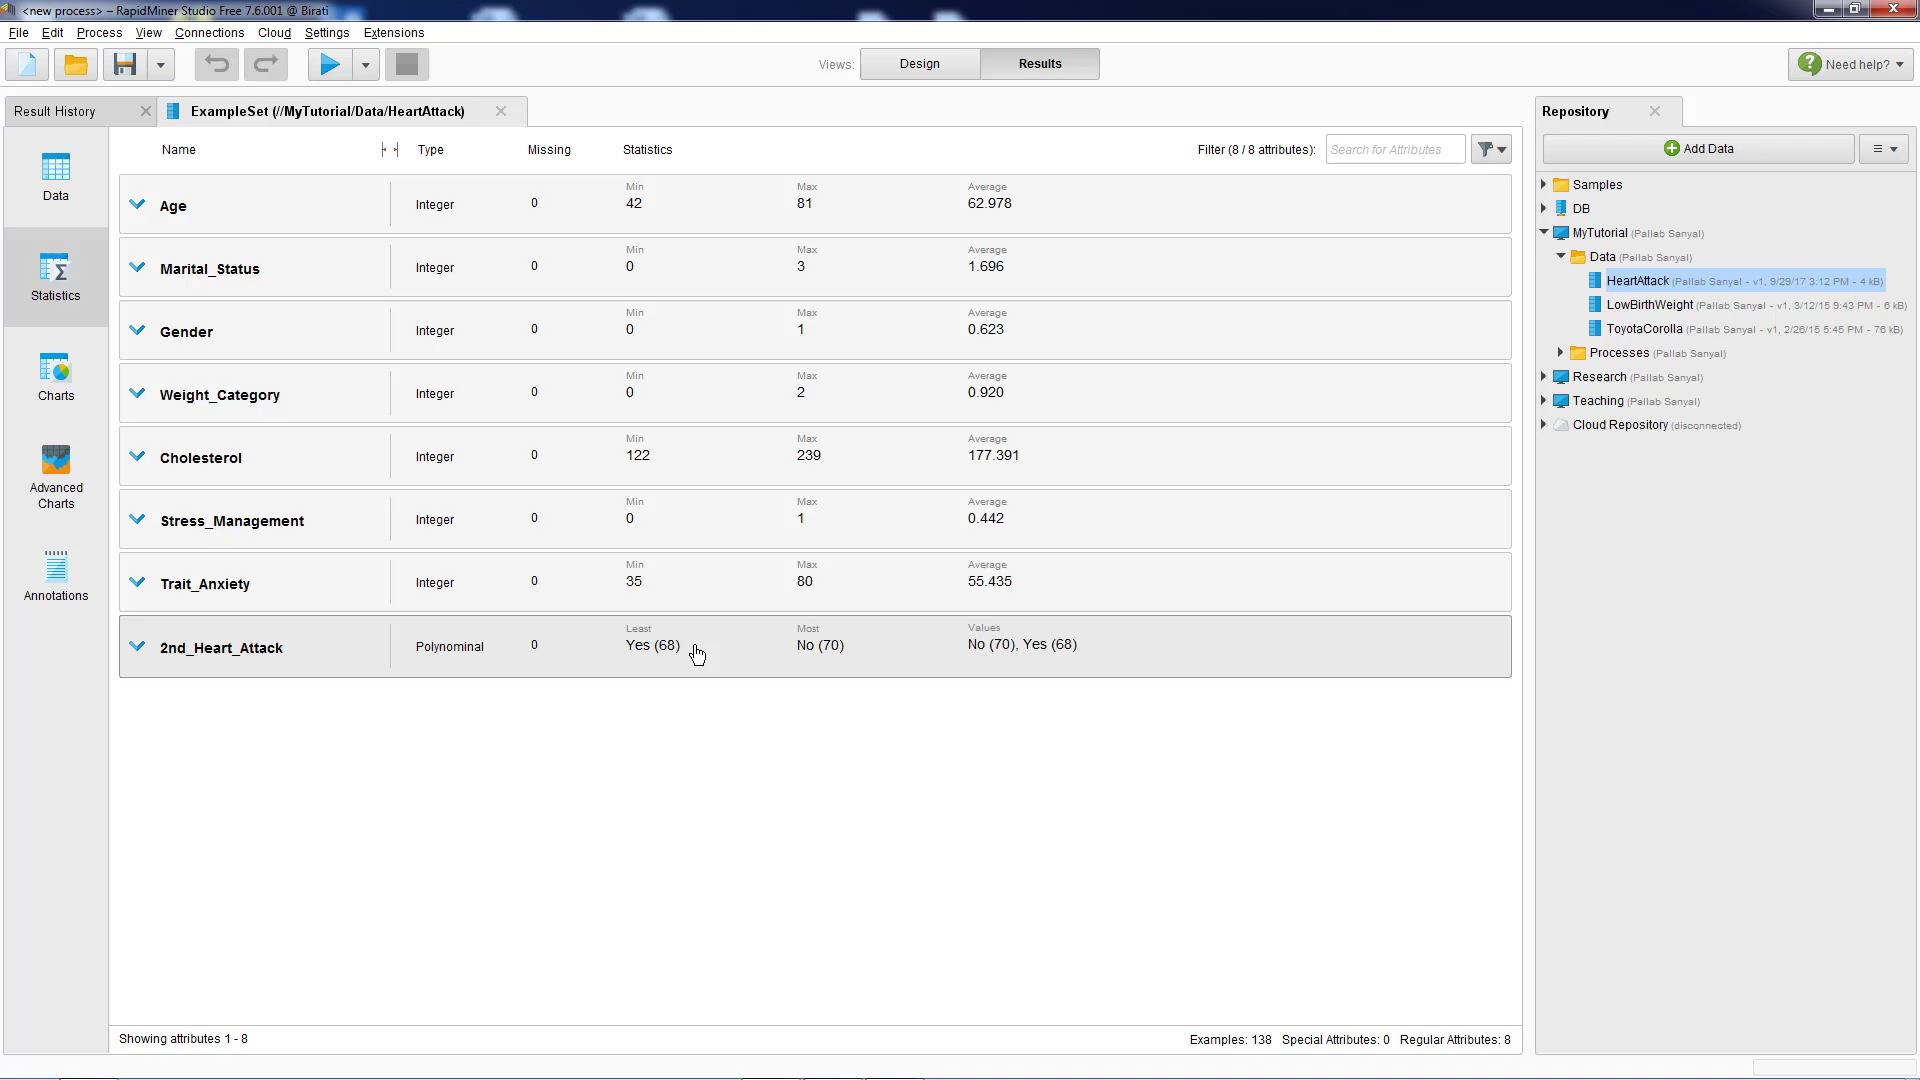 <new process> – RapidMiner Studio Free 7.6.001 @ Birati
File Edit Process View Connections Cloud Settings Extensions
Views: Design Results Need help?
Result History ExampleSet (//MyTutorial/Data/HeartAttack) Repository
Name Type Missing Statistics Filter (8 / 8 attributes): Search for Attributes Add Data
Data
Statistics
Charts
Advanced
Charts
Annotations
Min Max Average
Age Integer 0 42 81 62.978
Min Max Average
Marital_Status Integer 0 0 3 1.696
Min Max Average
Gender Integer 0 0 1 0.623
Min Max Average
Weight_Category Integer 0 0 2 0.920
Min Max Average
Cholesterol Integer 0 122 239 177.391
Min Max Average
Stress_Management Integer 0 0 1 0.442
Min Max Average
Trait_Anxiety Integer 0 35 80 55.435
Least Most Values
2nd_Heart_Attack Polynominal 0 Yes (68) No (70) No (70), Yes (68)
Samples
DB
MyTutorial (Pallab Sanyal)
Data (Pallab Sanyal)
HeartAttack (Pallab Sanyal - v1, 9/29/17 3:12 PM - 4 kB)
LowBirthWeight (Pallab Sanyal - v1, 3/12/15 9:43 PM - 6 kB)
ToyotaCorolla (Pallab Sanyal - v1, 2/26/15 5:45 PM - 76 kB)
Processes (Pallab Sanyal)
Research (Pallab Sanyal)
Teaching (Pallab Sanyal)
Cloud Repository (disconnected)
Showing attributes 1 - 8 Examples: 138 Special Attributes: 0 Regular Attributes: 8